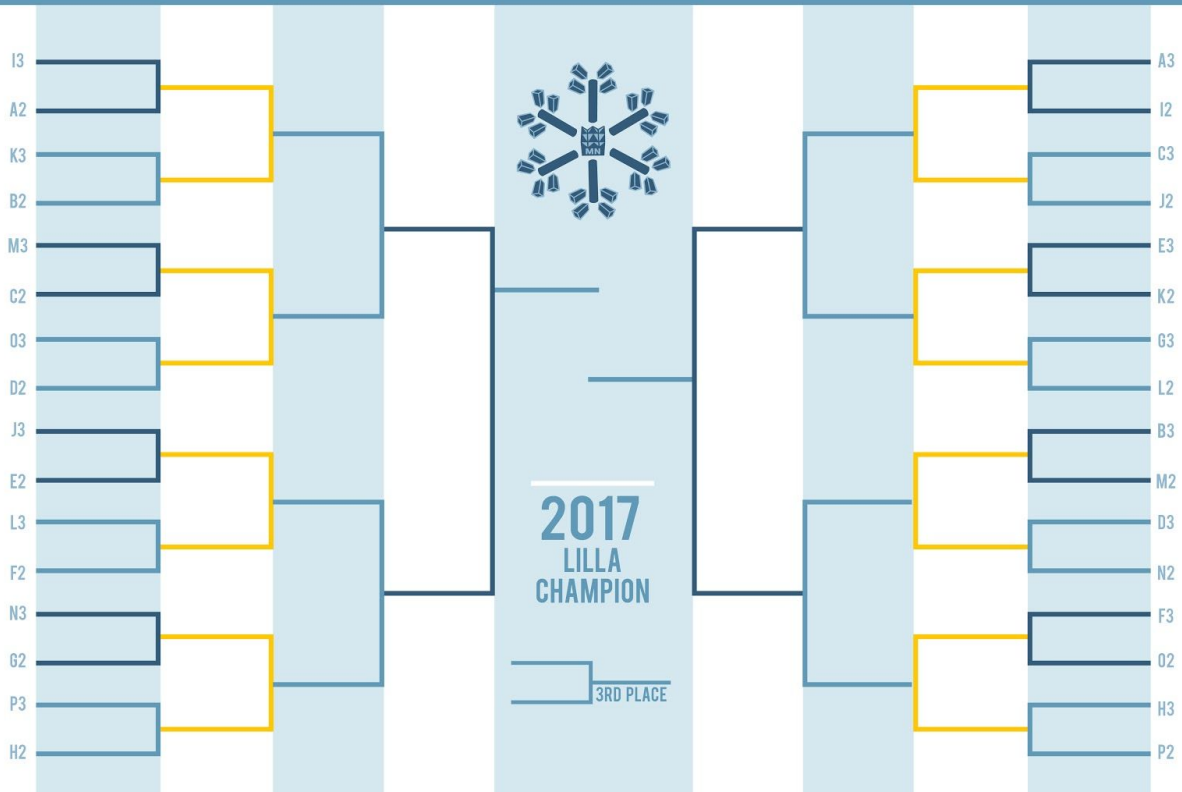 I3
A2
K3
B2
M3
C2
O3
D2
J3
E2
L3
F2
N3
G2
P3
H2
MN
2017
LILLA
CHAMPION
3RD PLACE
A3
I2
C3
J2
E3
K2
G3
L2
B3
M2
D3
N2
F3
O2
H3
P2